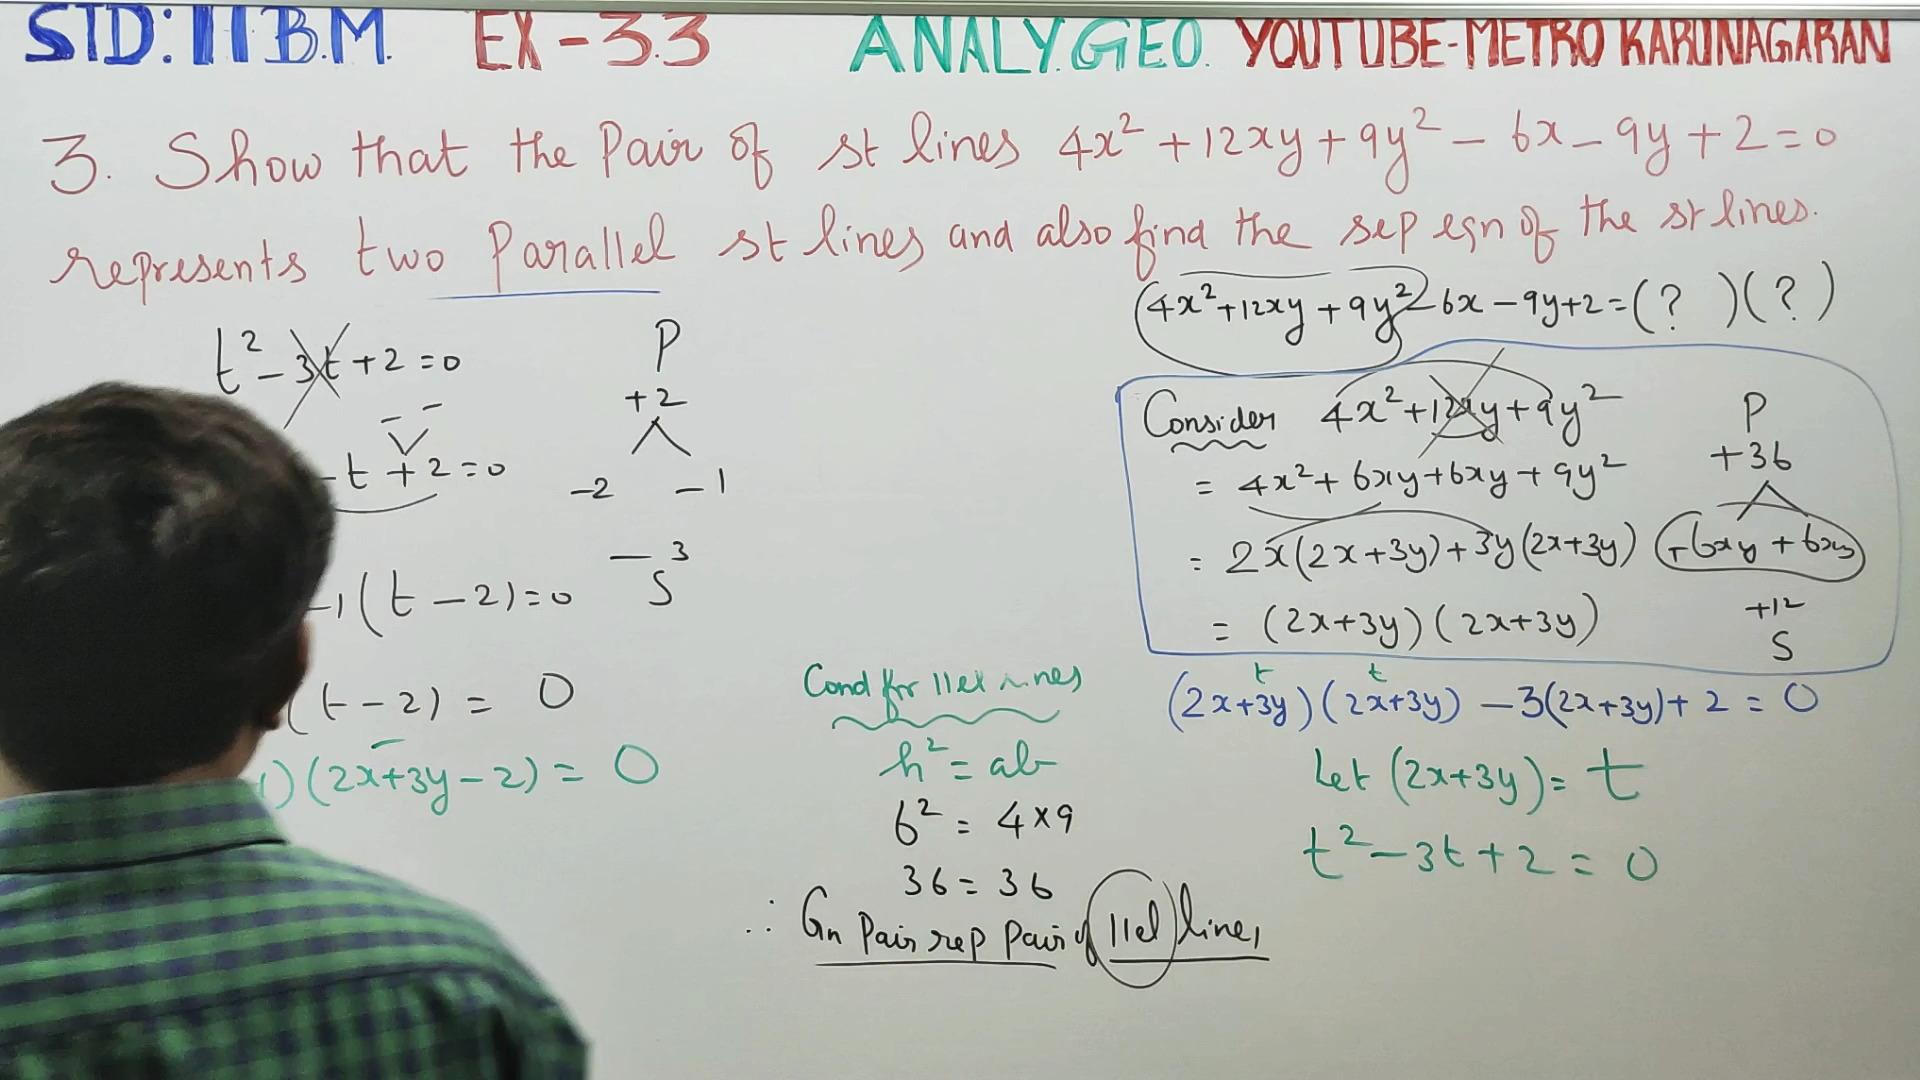 STD: 11 B.M. EX-3.3 ANALY.GEO. YOUTUBE-METRO KARUNAGARAN
3. Show that the Pair of st lines 4x² + 12xy + 9y² - 6x - 9y + 2 = 0
represents two Parallel st lines and also find the sep eqn of the st lines.
t² - 3t + 2 = 0
- t + 2 = 0
-1(t - 2) = 0
(t - 2) = 0
1)(2x+3y-2) = 0
P
+2
-2 -1
-3
S
Cond for llel lines
h² = ab
6² = 4×9
36 = 36
∴ Gn Pair rep pair of llel lines
(4x²+12xy+9y²) - 6x - 9y + 2 = (? )(? )
Consider 4x²+12xy+9y²
= 4x² + 6xy + 6xy + 9y²
= 2x(2x+3y) + 3y(2x+3y)
= (2x+3y)(2x+3y)
P
+36
+6xy +6xy
+12
S
t t
(2x+3y)(2x+3y) - 3(2x+3y) + 2 = 0
Let (2x+3y) = t
t² - 3t + 2 = 0